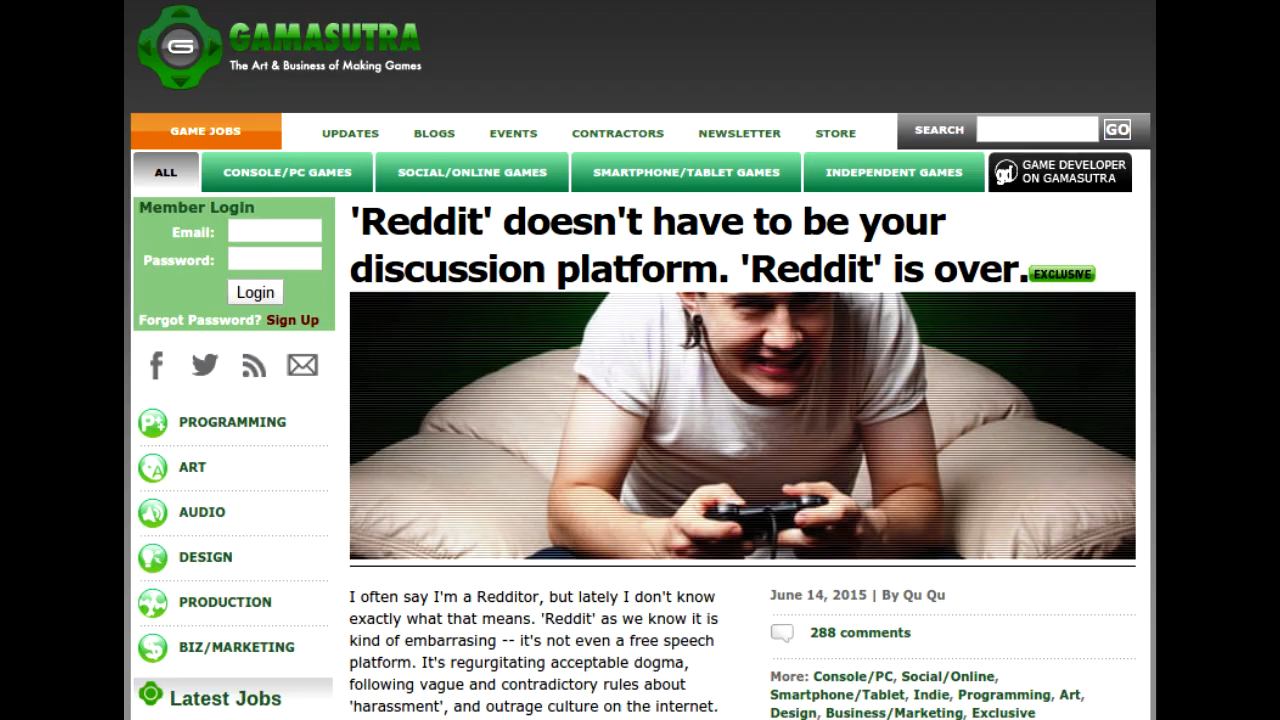 GAMASUTRA
The Art & Business of Making Games
GAME JOBS
UPDATES
BLOGS
EVENTS
CONTRACTORS
NEWSLETTER
STORE
SEARCH
GO
ALL
CONSOLE/PC GAMES
SOCIAL/ONLINE GAMES
SMARTPHONE/TABLET GAMES
INDEPENDENT GAMES
gd
GAME DEVELOPER
ON GAMASUTRA
Member Login
Email:
Password:
Login
Forgot Password? Sign Up
PROGRAMMING
ART
AUDIO
DESIGN
PRODUCTION
BIZ/MARKETING
Latest Jobs
'Reddit' doesn't have to be your
discussion platform. 'Reddit' is over.
EXCLUSIVE
I often say I'm a Redditor, but lately I don't know
exactly what that means. 'Reddit' as we know it is
kind of embarrasing -- it's not even a free speech
platform. It's regurgitating acceptable dogma,
following vague and contradictory rules about
'harassment', and outrage culture on the internet.
June 14, 2015 | By Qu Qu
288 comments
More: Console/PC, Social/Online,
Smartphone/Tablet, Indie, Programming, Art,
Design, Business/Marketing, Exclusive